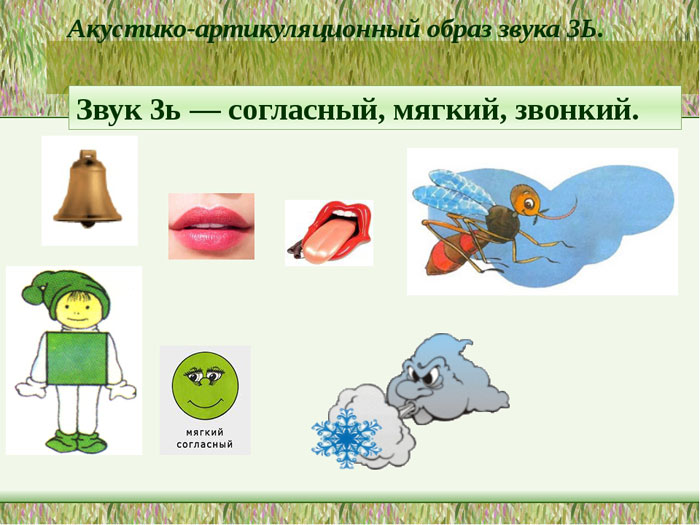 Акустико-артикуляционный образ звука ЗЬ.
Звук Зь — согласный, мягкий, звонкий.
мягкий
согласный